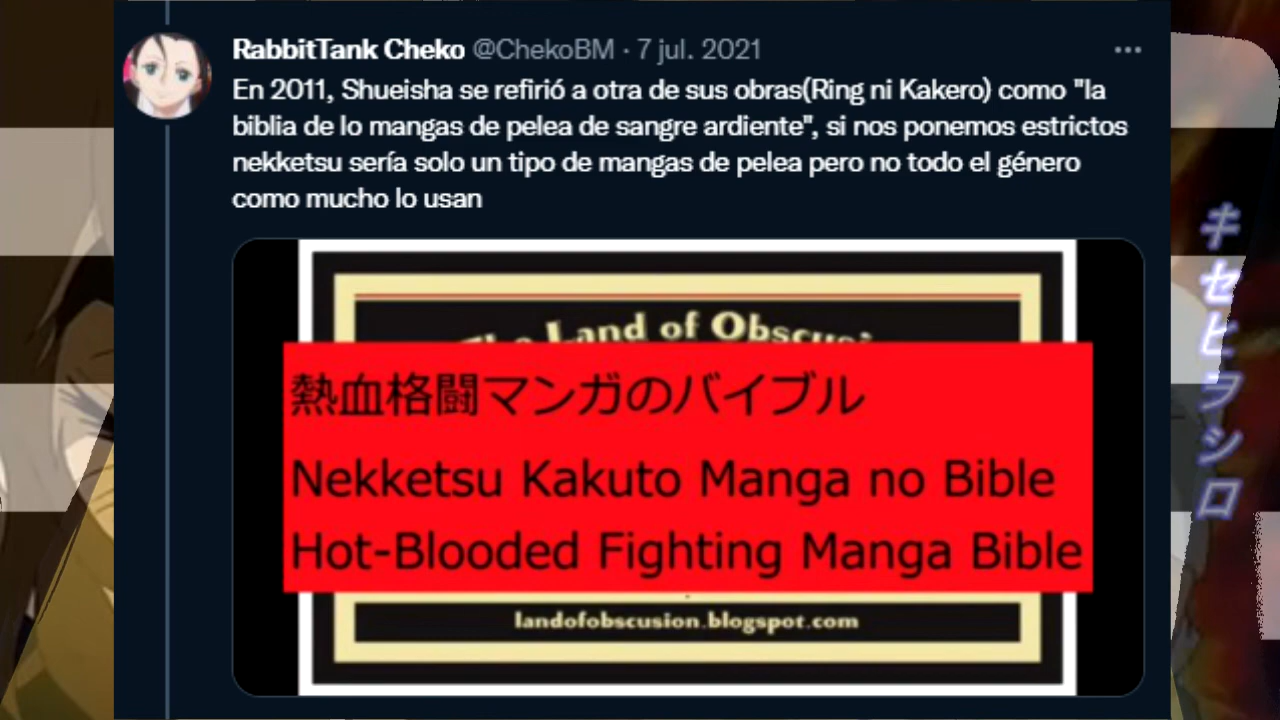 RabbitTank Cheko @ChekoBM · 7 jul. 2021
En 2011, Shueisha se refirió a otra de sus obras(Ring ni Kakero) como "la
biblia de lo mangas de pelea de sangre ardiente", si nos ponemos estrictos
nekketsu sería solo un tipo de mangas de pelea pero no todo el género
como mucho lo usan
The Land of Obscusi
熱血格闘マンガのバイブル
Nekketsu Kakuto Manga no Bible
Hot-Blooded Fighting Manga Bible
landofobscusion.blogspot.com
キセヒヲシロ